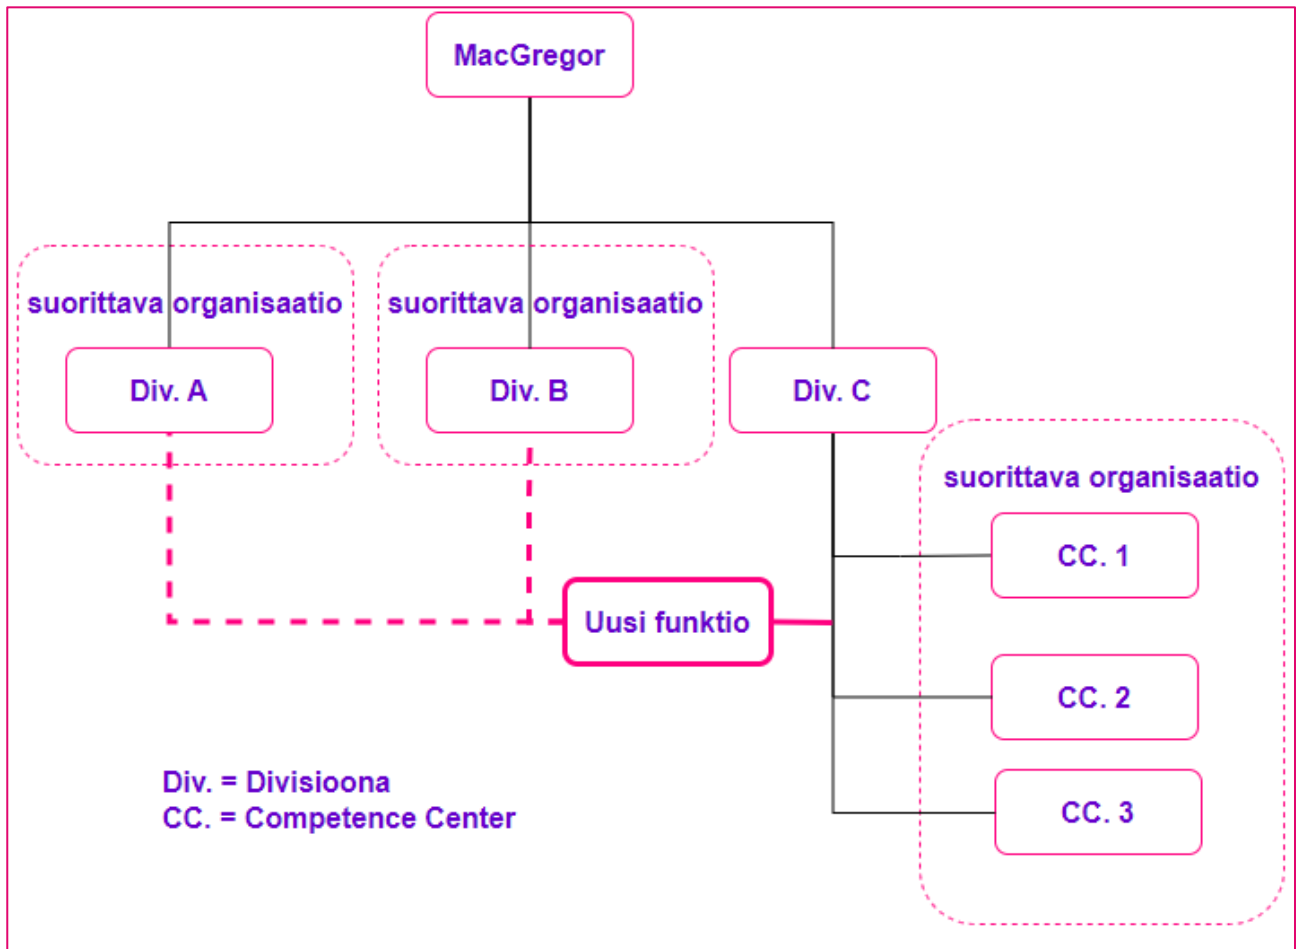 MacGregor
suorittava organisaatio
suorittava organisaatio
Div. A
Div. B
Div. C
suorittava organisaatio
CC. 1
Uusi funktio
CC. 2
Div. = Divisioona
CC. = Competence Center
CC. 3